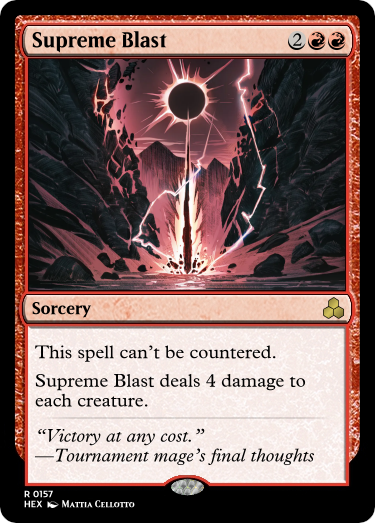 Supreme Blast 2
Sorcery
This spell can't be countered.
Supreme Blast deals 4 damage to
each creature.
"Victory at any cost."
—Tournament mage's final thoughts
R 0157
HEX Mattia Cellotto